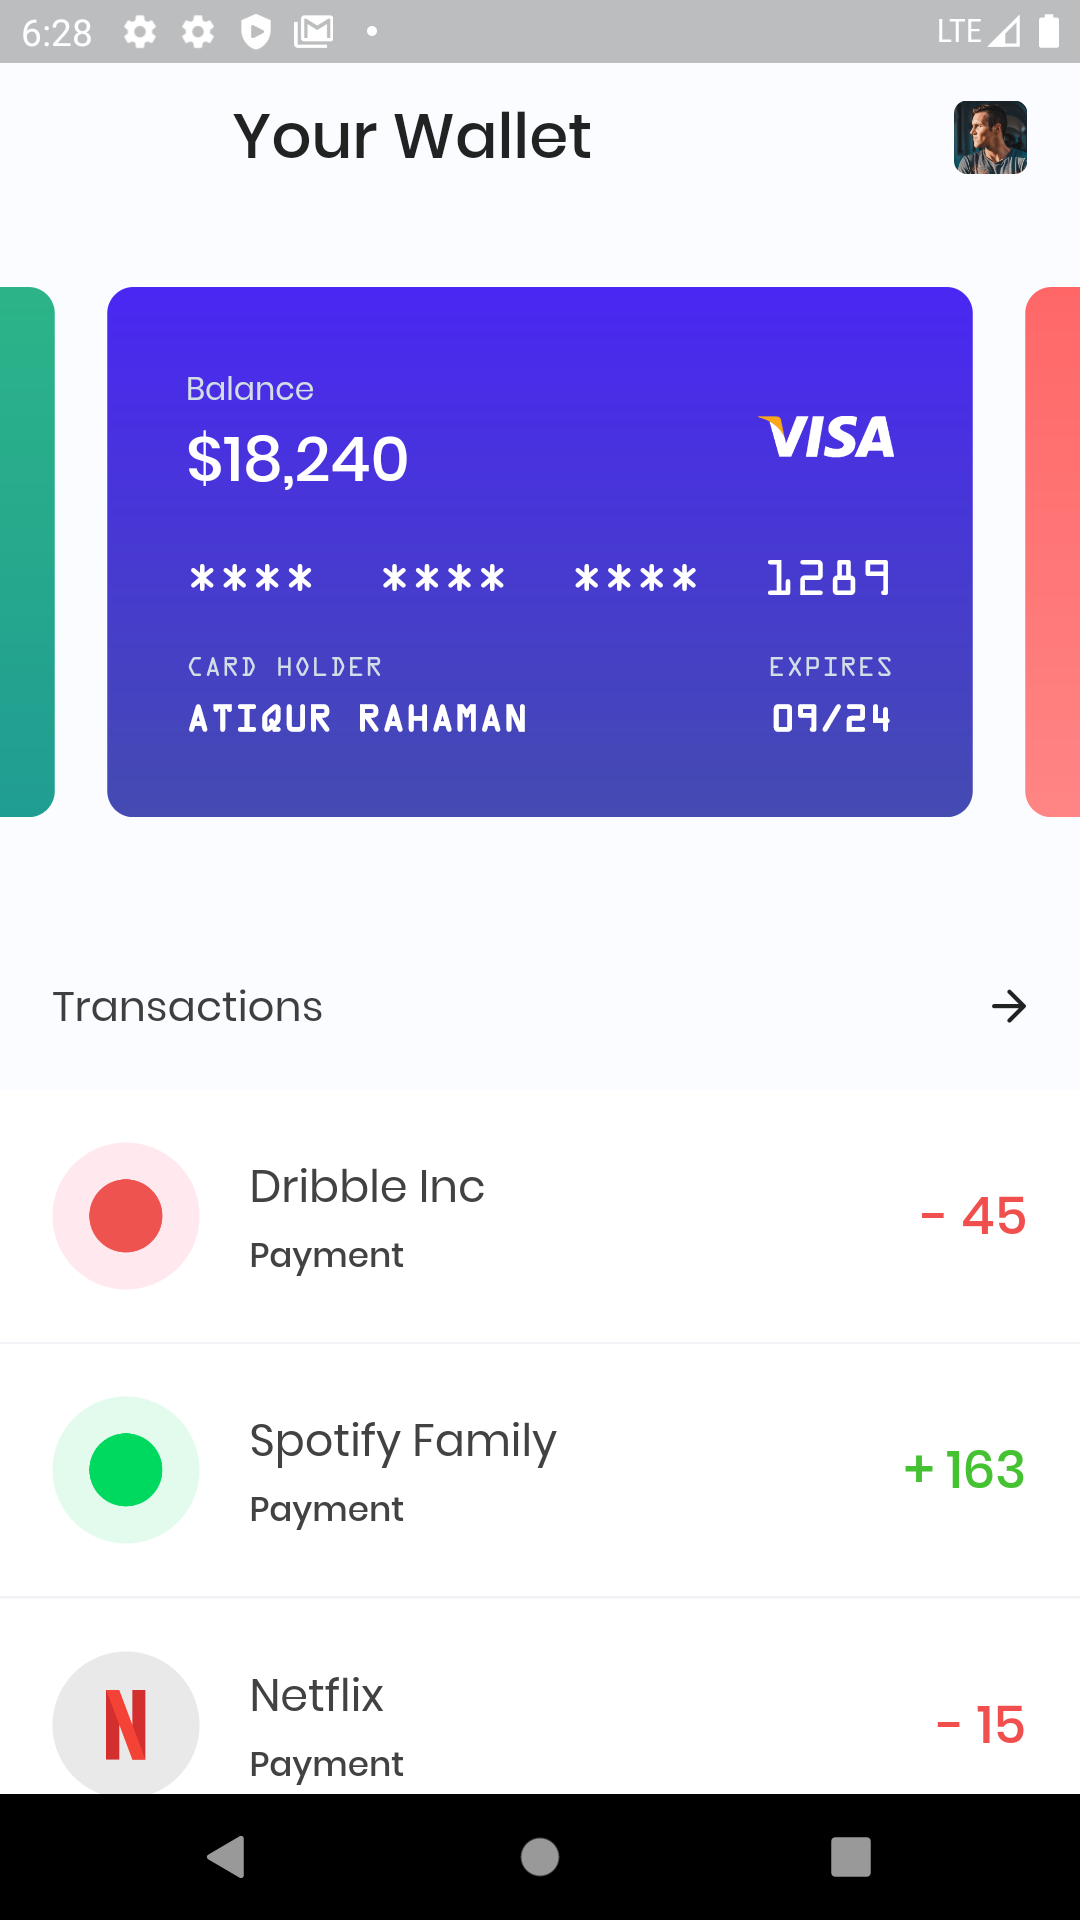 6:28 LTE
Your Wallet
Balance
$18,240
VISA
**** **** **** 1289
CARD HOLDER EXPIRES
ATIQUR RAHAMAN 09/24
Transactions
Dribble Inc
Payment
- 45
Spotify Family
Payment
+ 163
N
Netflix
Payment
- 15